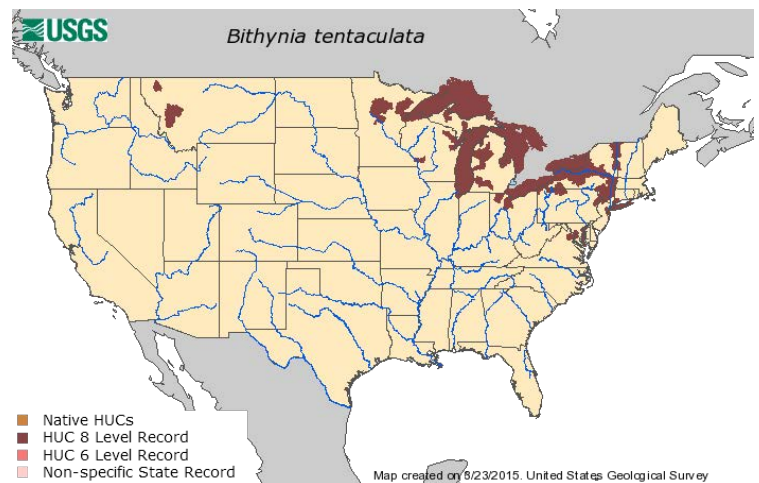 USGS
Bithynia tentaculata
Native HUCs
HUC 8 Level Record
HUC 6 Level Record
Non-specific State Record
Map created on 8/23/2015. United States Geological Survey